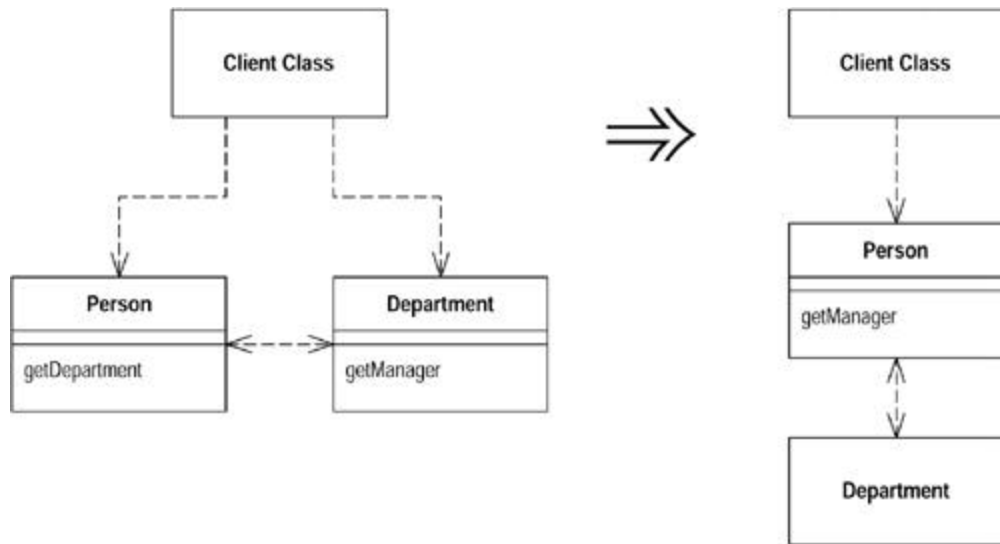 Client Class
Person
getDepartment
Department
getManager
Client Class
Person
getManager
Department